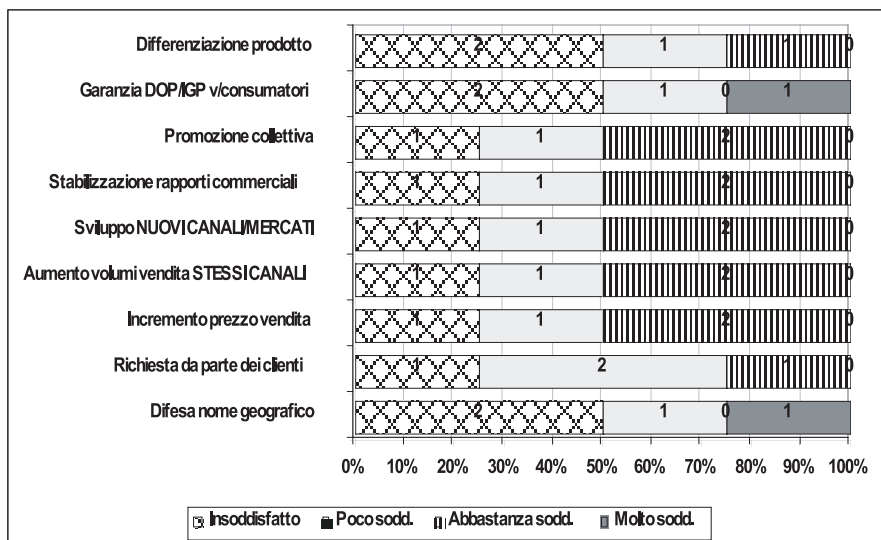 Differenziazione prodotto 2 1 1 0
Garanzia DOP/IGP v/consumatori 2 1 0 1
Promozione collettiva 1 1 2 0
Stabilizzazione rapporti commerciali 1 1 2 0
Sviluppo NUOVI CANALI/MERCATI 1 1 2 0
Aumento volumi vendita STESSI CANALI 1 1 2 0
Incremento prezzo vendita 1 1 2 0
Richiesta da parte dei clienti 1 2 1 0
Difesa nome geografico 2 1 0 1
0% 10% 20% 30% 40% 50% 60% 70% 80% 90% 100%
Insoddisfatto Poco sodd. Abbastanza sodd. Molto sodd.